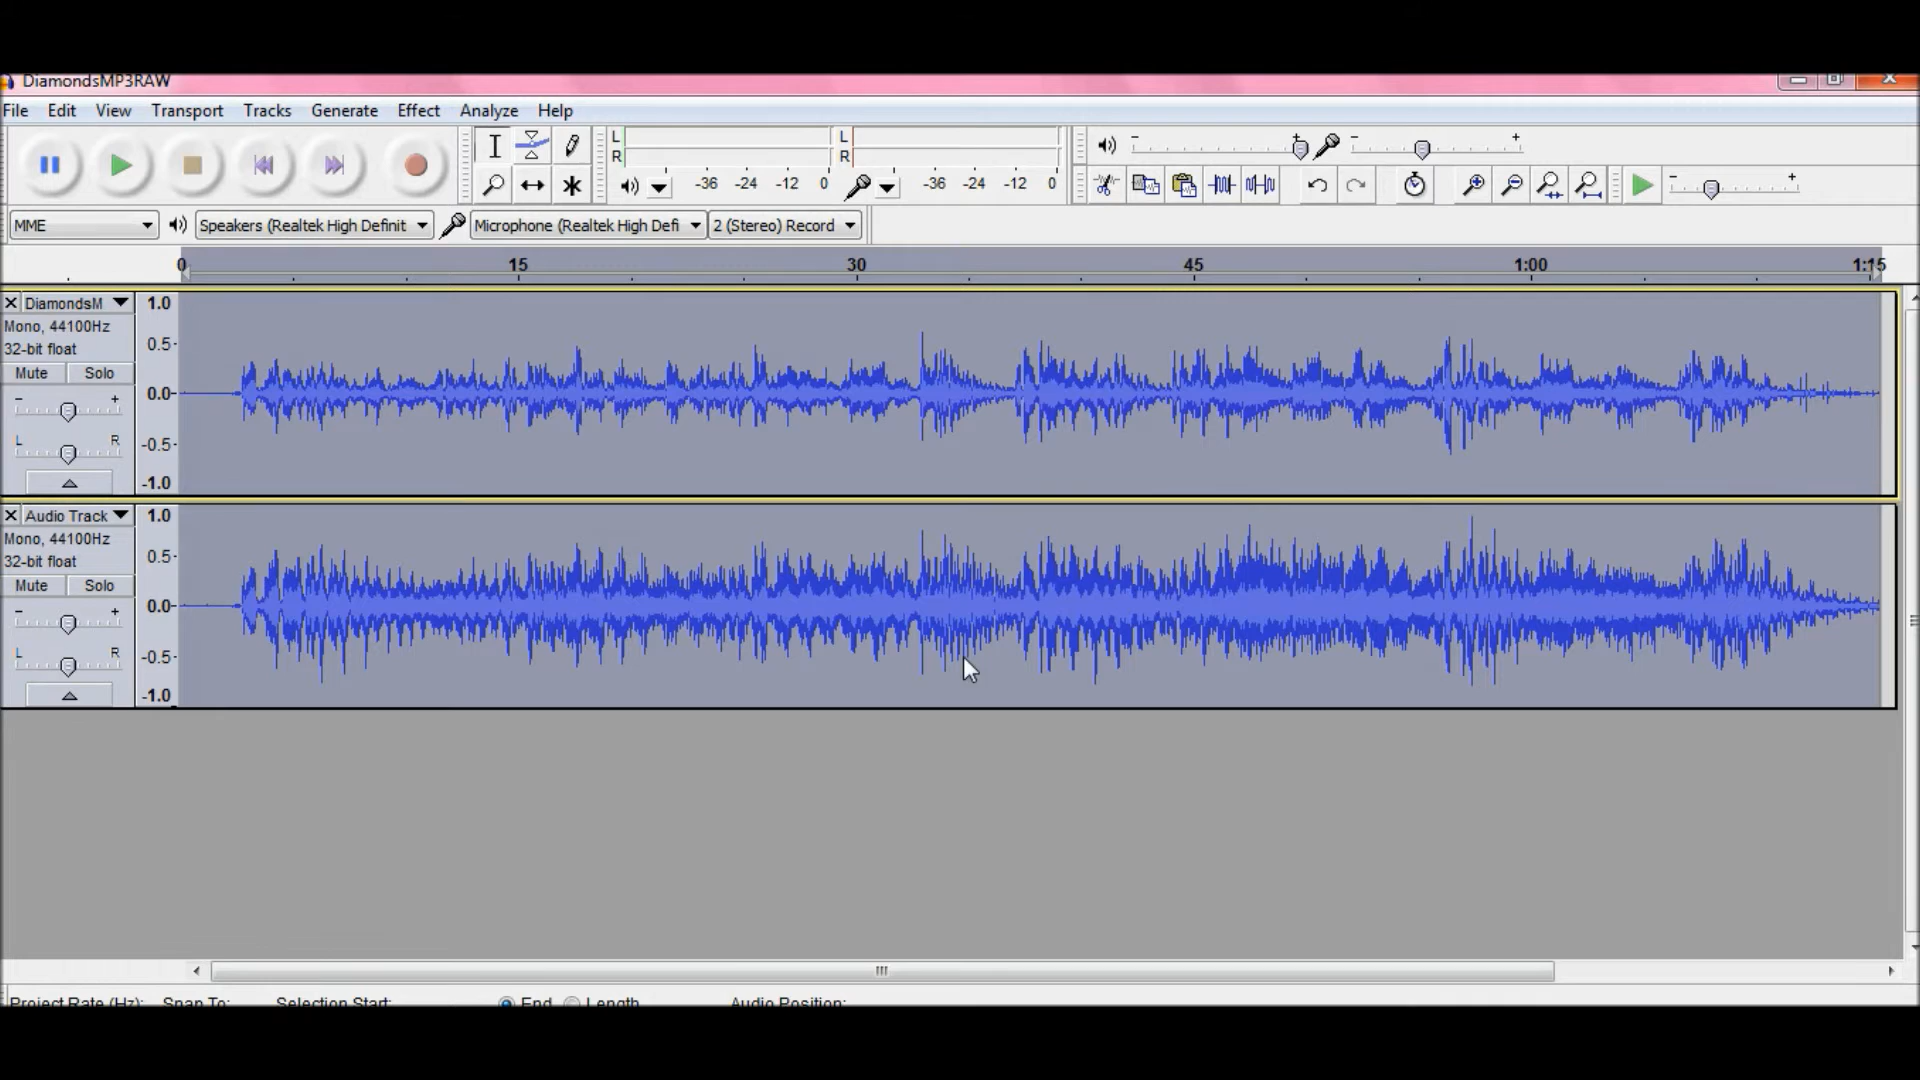 DiamondsMP3RAW
File Edit View Transport Tracks Generate Effect Analyze Help
L L
R R
-36 -24 -12 0 -36 -24 -12 0
MME Speakers (Realtek High Definit Microphone (Realtek High Defi 2 (Stereo) Record
0 15 30 45 1:00 1:15
DiamondsM 1.0
Mono, 44100Hz
32-bit float 0.5
Mute Solo
- + 0.0
L R -0.5
-1.0
Audio Track 1.0
Mono, 44100Hz
32-bit float 0.5
Mute Solo
- + 0.0
L R -0.5
-1.0
Project Rate (Hz): Snap To: Selection Start: End Length Audio Position: